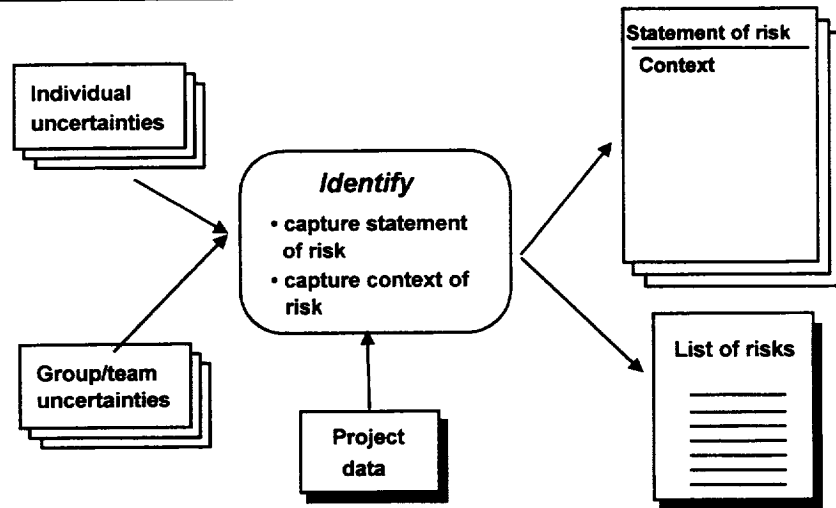 Individual
uncertainties
Group/team
uncertainties
Identify
• capture statement
of risk
• capture context of
risk
Project
data
Statement of risk
Context
List of risks